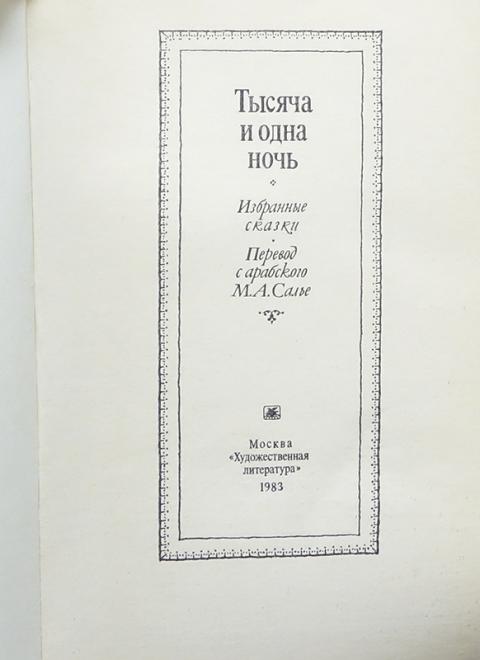 Тысяча
и одна
ночь
Избранные
сказки
Перевод
с арабского
М.А.Салье
Москва
«Художественная
литература»
1983